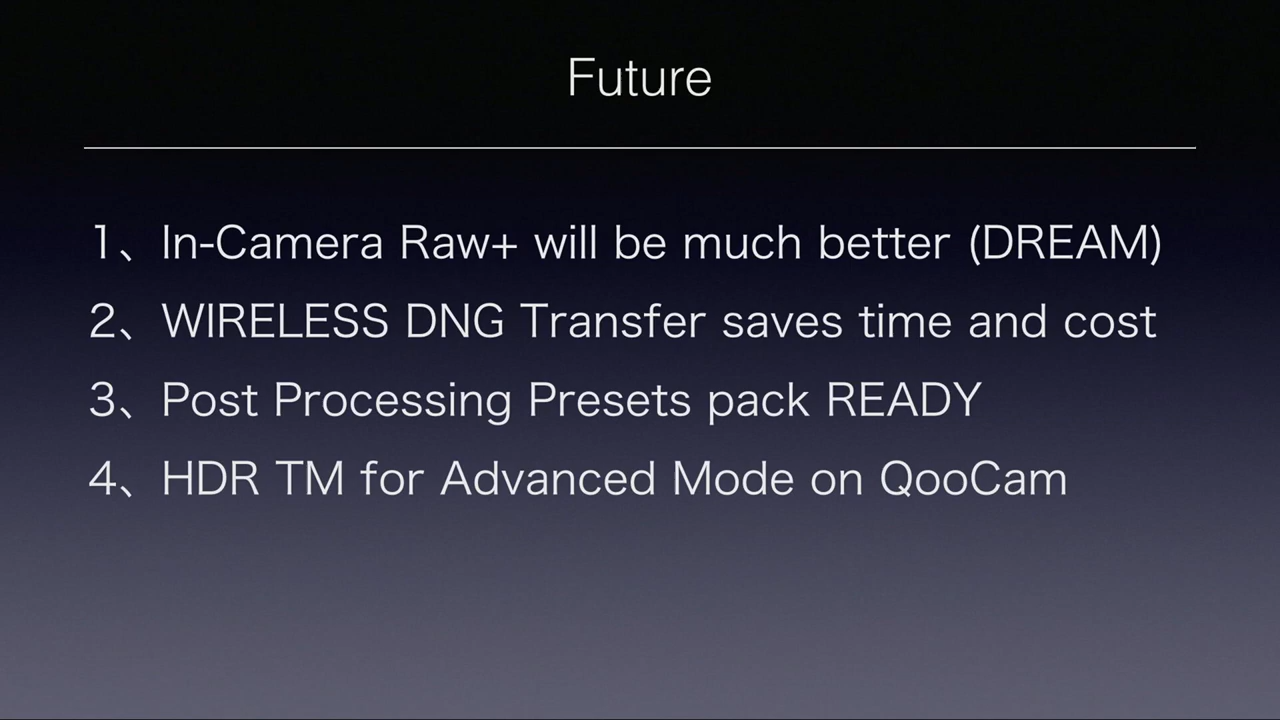 Future
1、In-Camera Raw+ will be much better (DREAM)
2、WIRELESS DNG Transfer saves time and cost
3、Post Processing Presets pack READY
4、HDR TM for Advanced Mode on QooCam